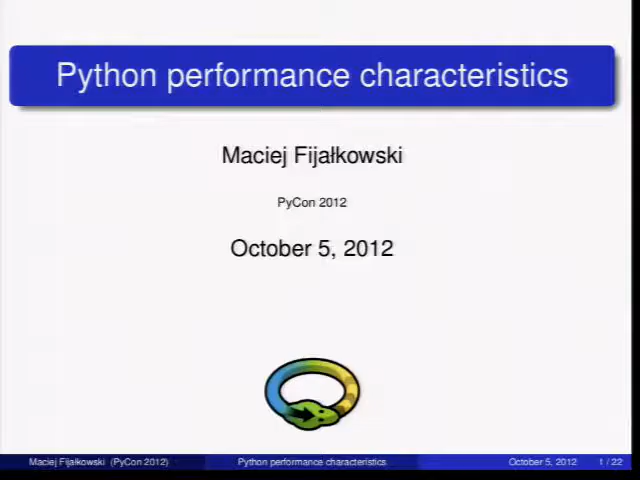 Python performance characteristics
Maciej Fijałkowski
PyCon 2012
October 5, 2012
Maciej Fijałkowski (PyCon 2012)
Python performance characteristics
October 5, 2012
1 / 22